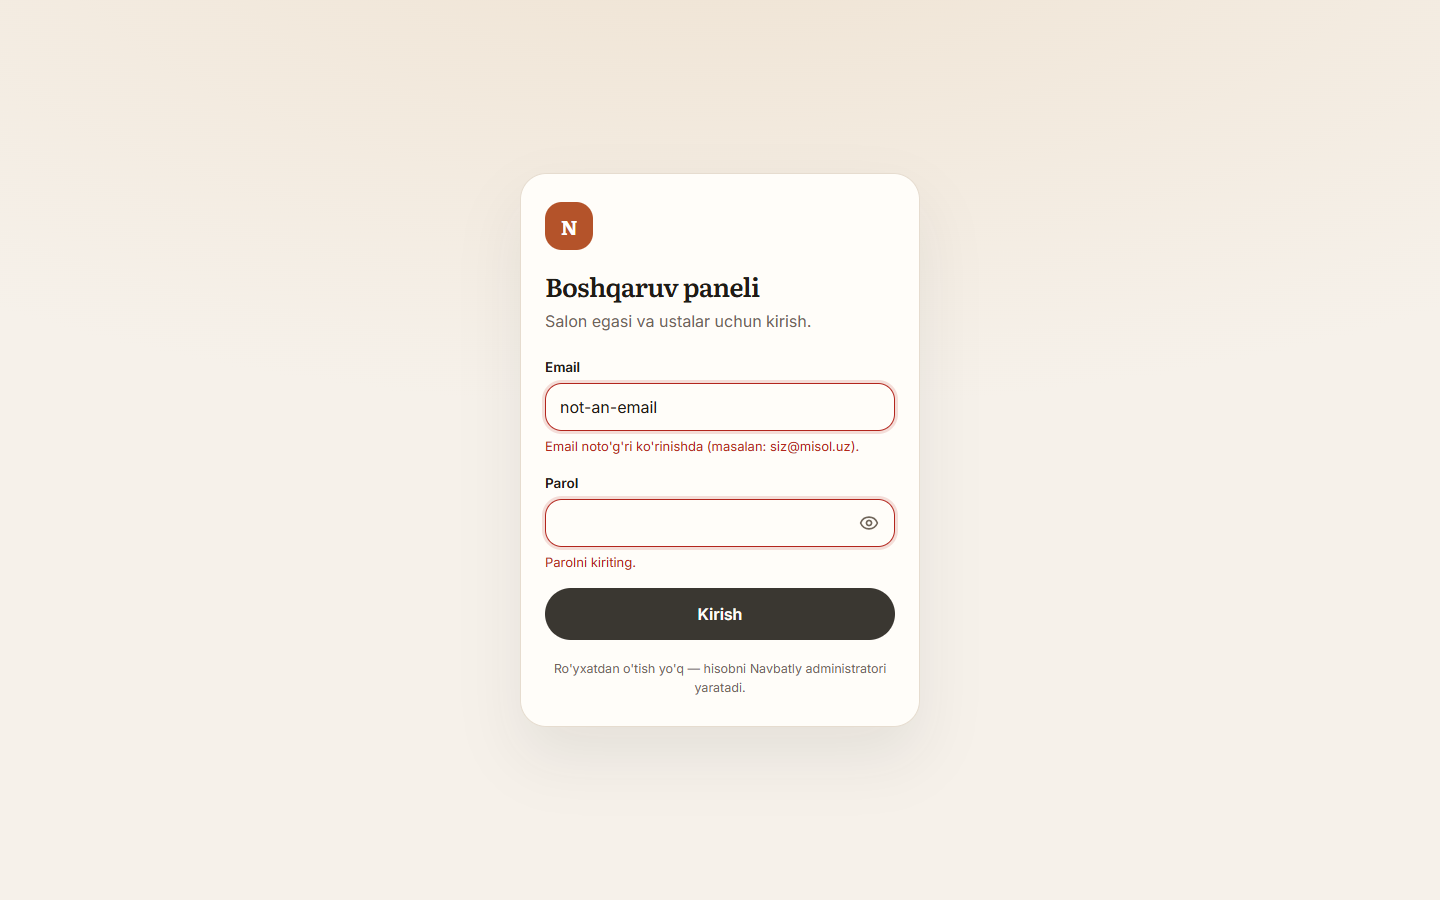 N
Boshqaruv paneli
Salon egasi va ustalar uchun kirish.
Email
not-an-email
Email noto'g'ri ko'rinishda (masalan: siz@misol.uz).
Parol
Parolni kiriting.
Kirish
Ro'yxatdan o'tish yo'q — hisobni Navbatly administratori
yaratadi.